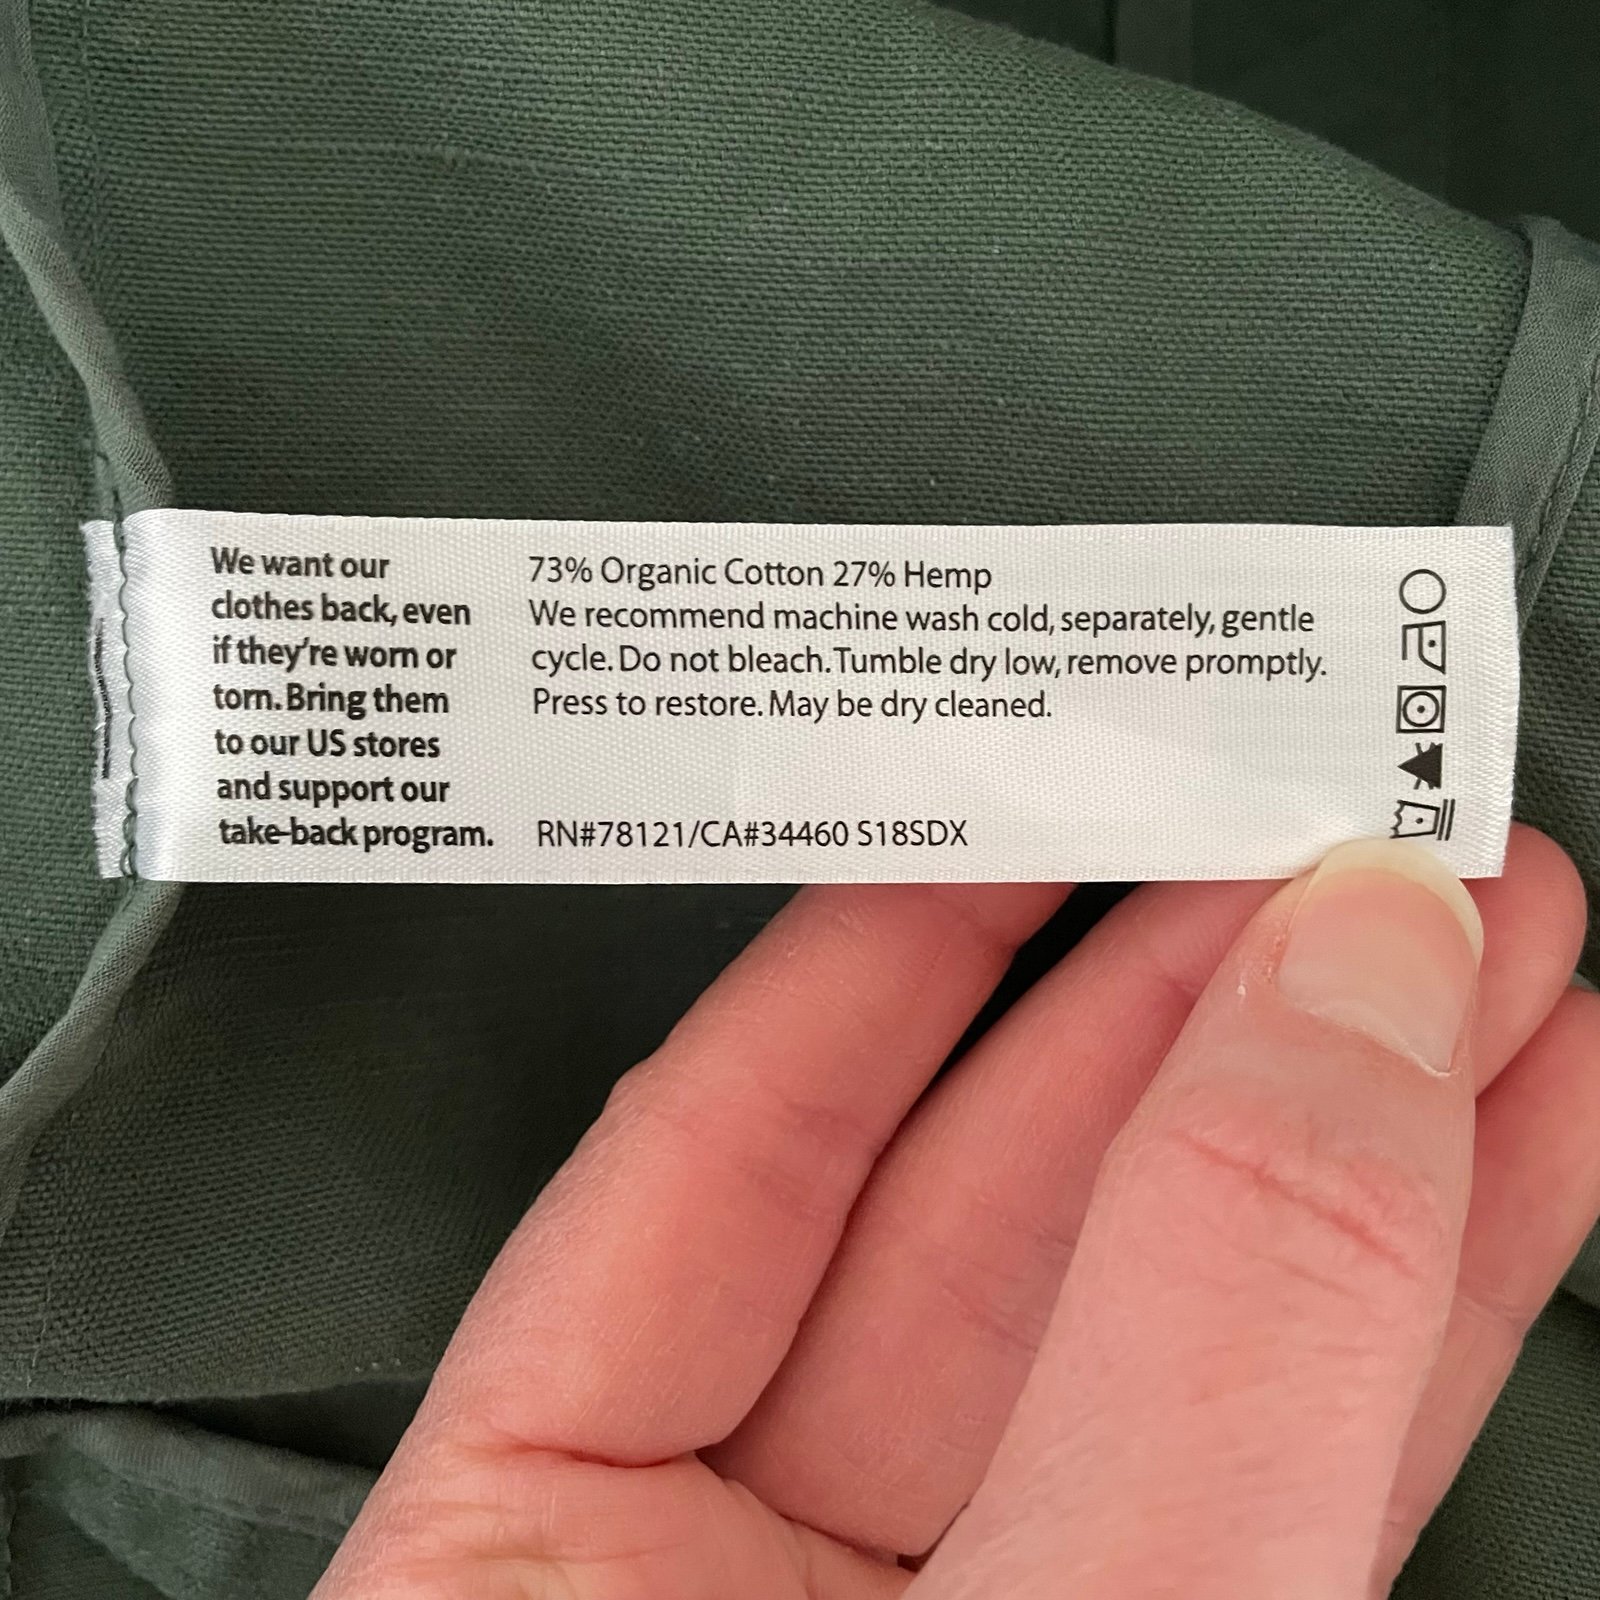 We want our
clothes back, even
if they're worn or
torn. Bring them
to our US stores
and support our
take-back program.
73% Organic Cotton 27% Hemp
We recommend machine wash cold, separately, gentle
cycle. Do not bleach. Tumble dry low, remove promptly.
Press to restore. May be dry cleaned.
RN#78121/CA#34460 S18SDX